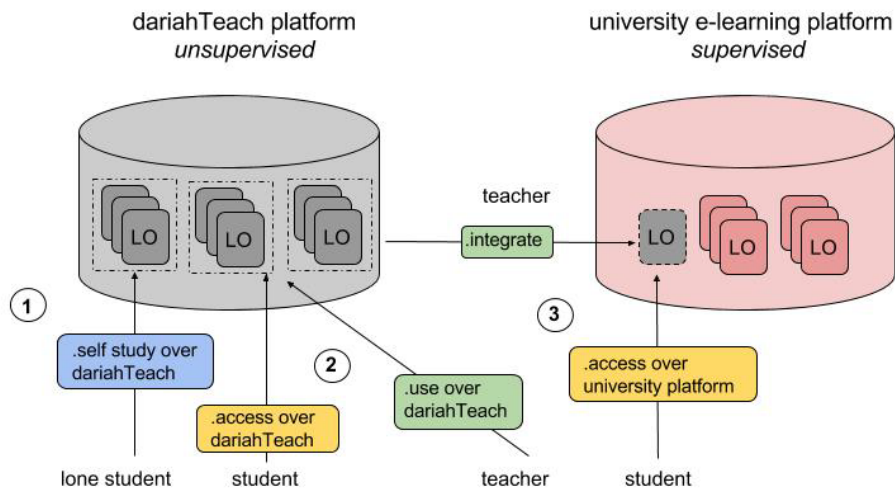 dariahTeach platform
unsupervised
university e-learning platform
supervised
LO
LO
LO
teacher
.integrate
LO
LO
LO
1
.self study over
dariahTeach
2
.access over
dariahTeach
.use over
dariahTeach
3
.access over
university platform
lone student
student
teacher
student